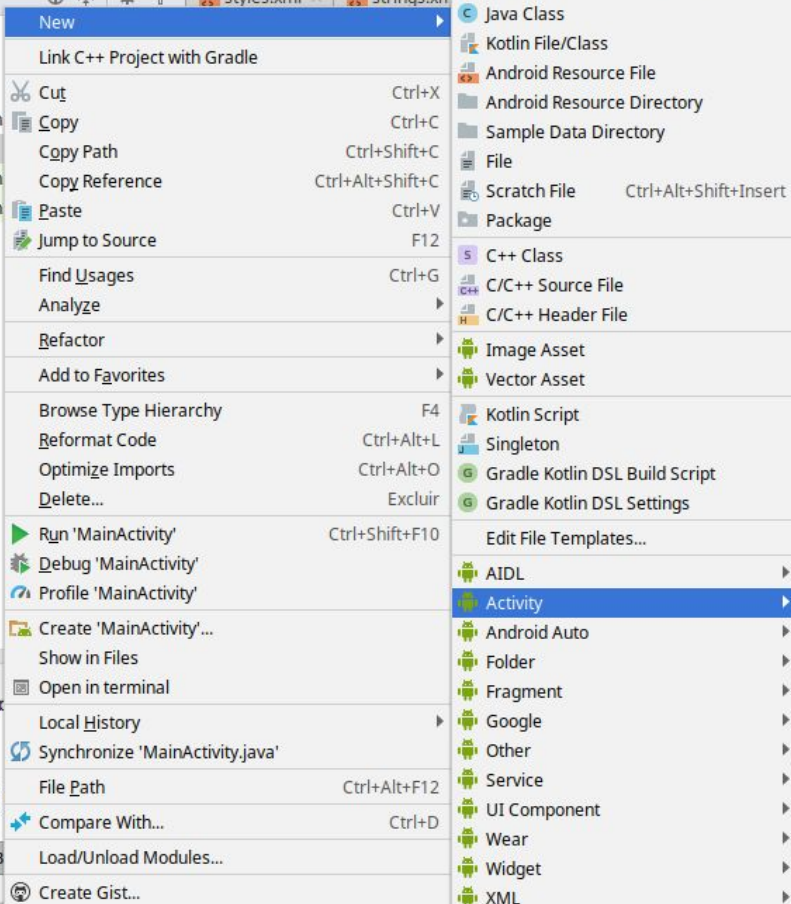 styles.xml
strings.xm
New
Link C++ Project with Gradle
Cut Ctrl+X
Copy Ctrl+C
Copy Path Ctrl+Shift+C
Copy Reference Ctrl+Alt+Shift+C
Paste Ctrl+V
Jump to Source F12
Find Usages Ctrl+G
Analyze
Refactor
Add to Favorites
Browse Type Hierarchy F4
Reformat Code Ctrl+Alt+L
Optimize Imports Ctrl+Alt+O
Delete... Excluir
Run 'MainActivity' Ctrl+Shift+F10
Debug 'MainActivity'
Profile 'MainActivity'
Create 'MainActivity'...
Show in Files
Open in terminal
Local History
Synchronize 'MainActivity.java'
File Path Ctrl+Alt+F12
Compare With... Ctrl+D
Load/Unload Modules...
Create Gist...
Java Class
Kotlin File/Class
Android Resource File
Android Resource Directory
Sample Data Directory
File
Scratch File Ctrl+Alt+Shift+Insert
Package
C++ Class
C/C++ Source File
C/C++ Header File
Image Asset
Vector Asset
Kotlin Script
Singleton
Gradle Kotlin DSL Build Script
Gradle Kotlin DSL Settings
Edit File Templates...
AIDL
Activity
Android Auto
Folder
Fragment
Google
Other
Service
UI Component
Wear
Widget
XML